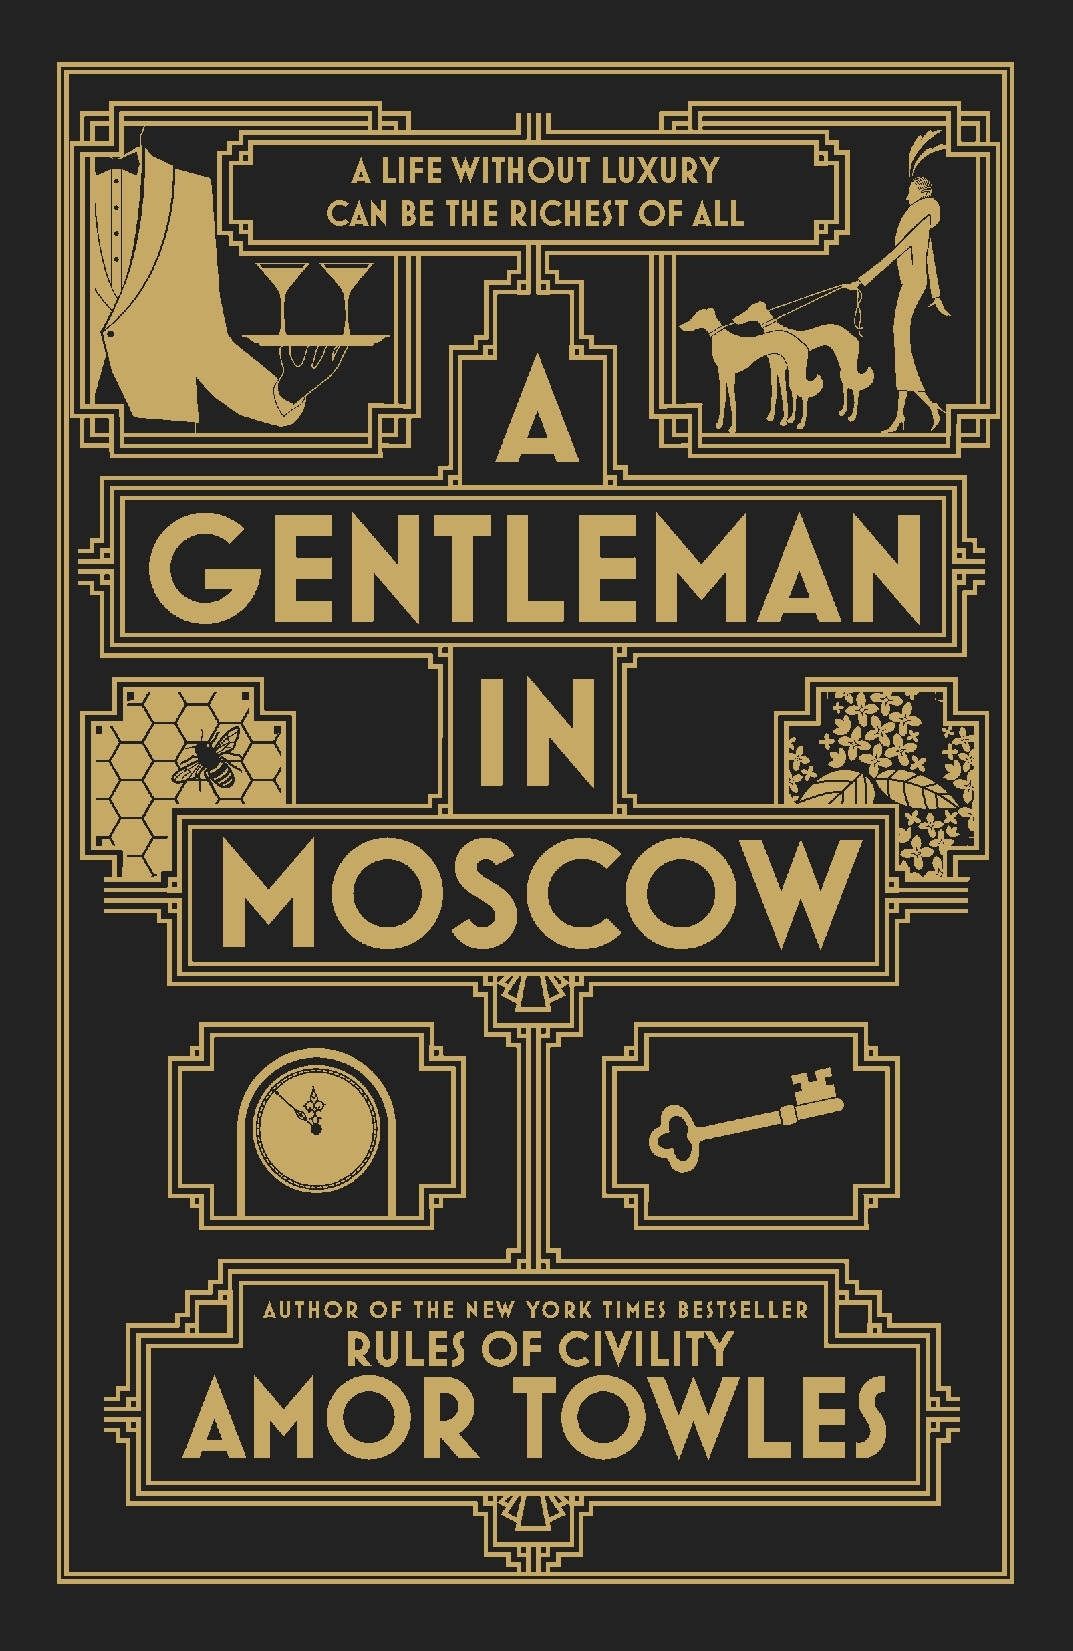 A LIFE WITHOUT LUXURY
CAN BE THE RICHEST OF ALL
A
GENTLEMAN
IN
MOSCOW
AUTHOR OF THE NEW YORK TIMES BESTSELLER
RULES OF CIVILITY
AMOR TOWLES